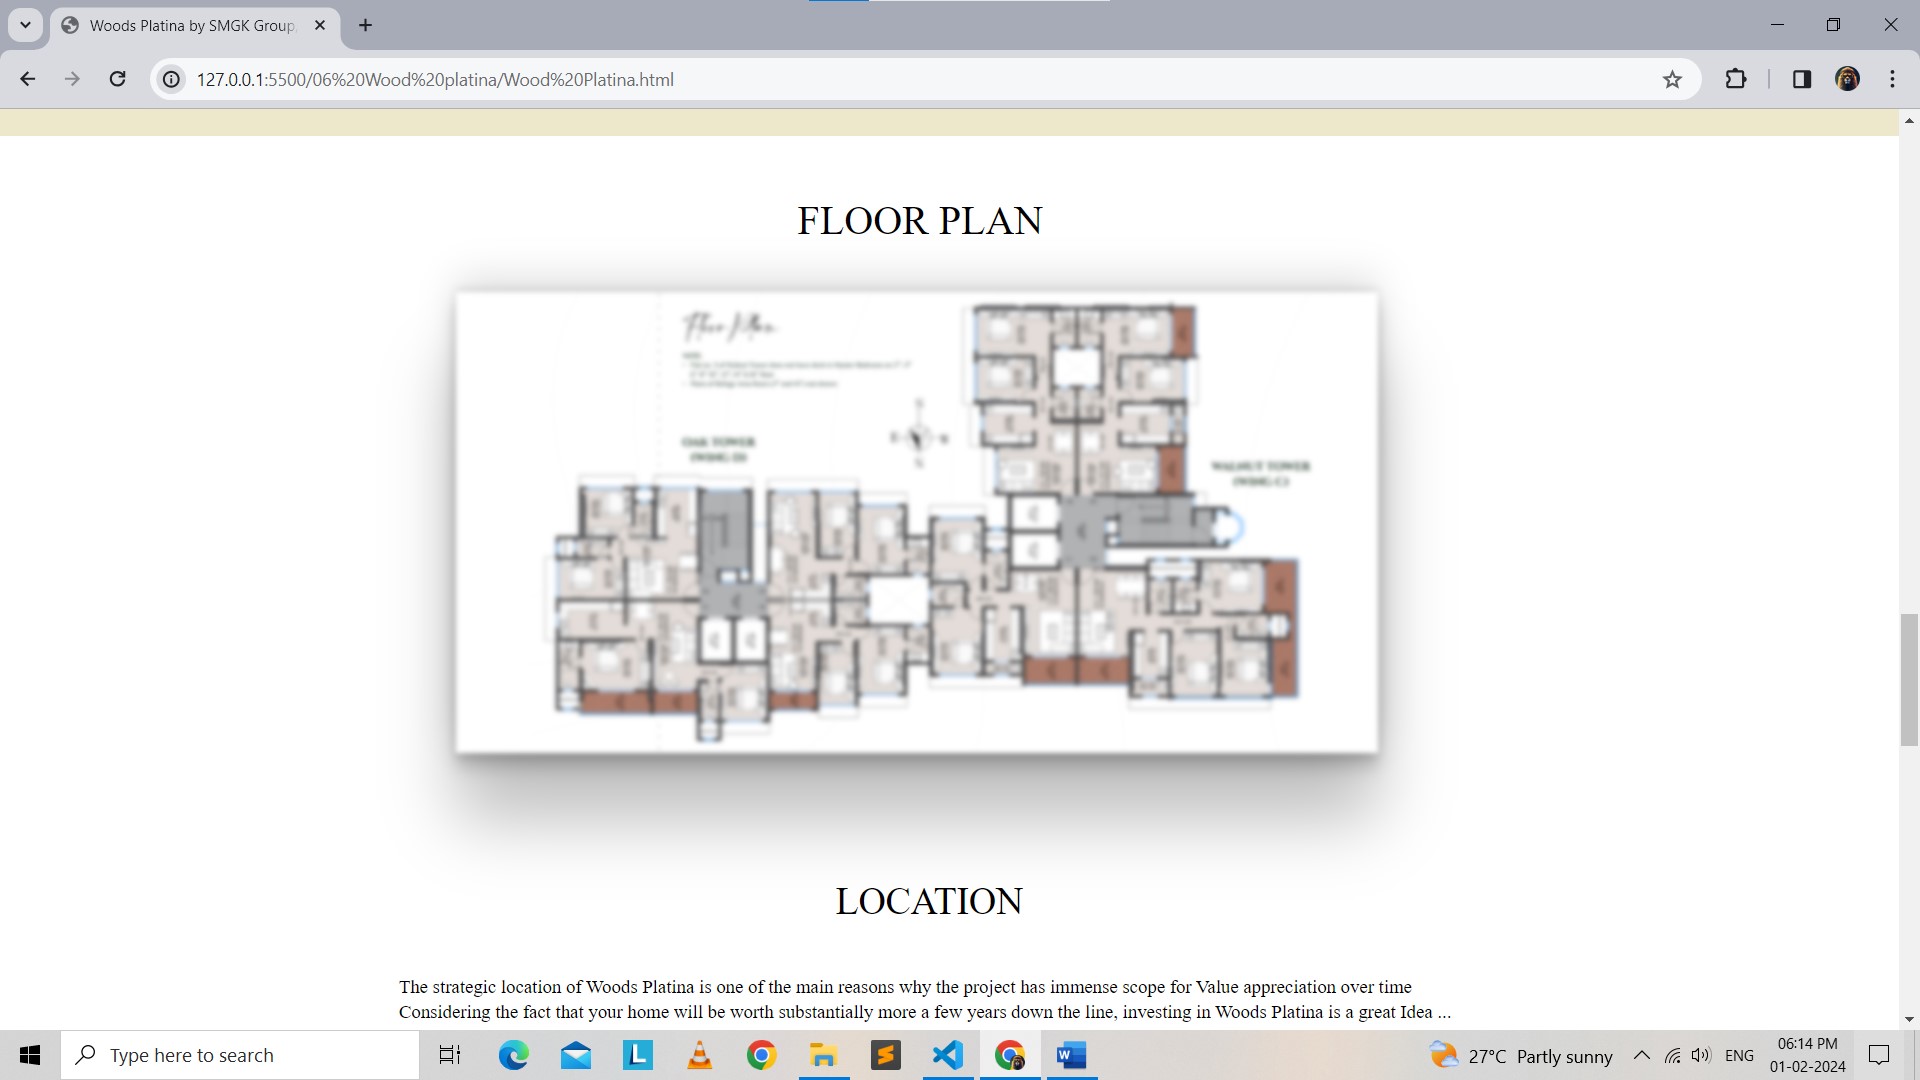 Woods Platina by SMGK Group,
127.0.0.1:5500/06%20Wood%20platina/Wood%20Platina.html
FLOOR PLAN
Floor Plan
OAK TOWER
(WING D)
WALNUT TOWER
(WING C)
LOCATION
The strategic location of Woods Platina is one of the main reasons why the project has immense scope for Value appreciation over time
Considering the fact that your home will be worth substantially more a few years down the line, investing in Woods Platina is a great Idea ...
Type here to search
27°C Partly sunny
ENG
06:14 PM
01-02-2024